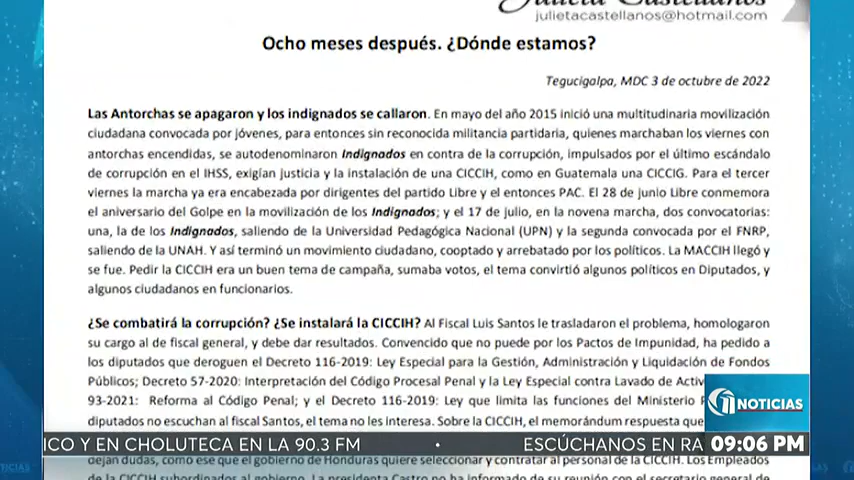 Julieta Castellanos
julietacastellanos@hotmail.com
Ocho meses después. ¿Dónde estamos?
Tegucigalpa, MDC 3 de octubre de 2022
Las Antorchas se apagaron y los indignados se callaron. En mayo del año 2015 inició una multitudinaria movilización
ciudadana convocada por jóvenes, para entonces sin reconocida militancia partidaria, quienes marchaban los viernes con
antorchas encendidas, se autodenominaron Indignados en contra de la corrupción, impulsados por el último escándalo
de corrupción en el IHSS, exigían justicia y la instalación de una CICCIH, como en Guatemala una CICCIG. Para el tercer
viernes la marcha ya era encabezada por dirigentes del partido Libre y el entonces PAC. El 28 de junio Libre conmemora
el aniversario del Golpe en la movilización de los Indignados; y el 17 de julio, en la novena marcha, dos convocatorias:
una, la de los Indignados, saliendo de la Universidad Pedagógica Nacional (UPN) y la segunda convocada por el FNRP,
saliendo de la UNAH. Y así terminó un movimiento ciudadano, cooptado y arrebatado por los políticos. La MACCIH llegó y
se fue. Pedir la CICCIH era un buen tema de campaña, sumaba votos, el tema convirtió algunos políticos en Diputados, y
algunos ciudadanos en funcionarios.
¿Se combatirá la corrupción? ¿Se instalará la CICCIH? Al Fiscal Luis Santos le trasladaron el problema, homologaron
su cargo al de fiscal general, y debe dar resultados. Convencido que no puede por los Pactos de Impunidad, ha pedido a
los diputados que deroguen el Decreto 116-2019: Ley Especial para la Gestión, Administración y Liquidación de Fondos
Públicos; Decreto 57-2020: Interpretación del Código Procesal Penal y la Ley Especial contra Lavado de Activ
93-2021: Reforma al Código Penal; y el Decreto 116-2019: Ley que limita las funciones del Ministerio P
diputados no escuchan al fiscal Santos, el tema no les interesa. Sobre la CICCIH, el memorándum respuesta que
11 NOTICIAS
ICO Y EN CHOLUTECA EN LA 90.3 FM • ESCÚCHANOS EN RA 09:06 PM
dejan dudas, como ese que el gobierno de Honduras quiere seleccionar y contratar al personal de la CICCIH. Los Empleados